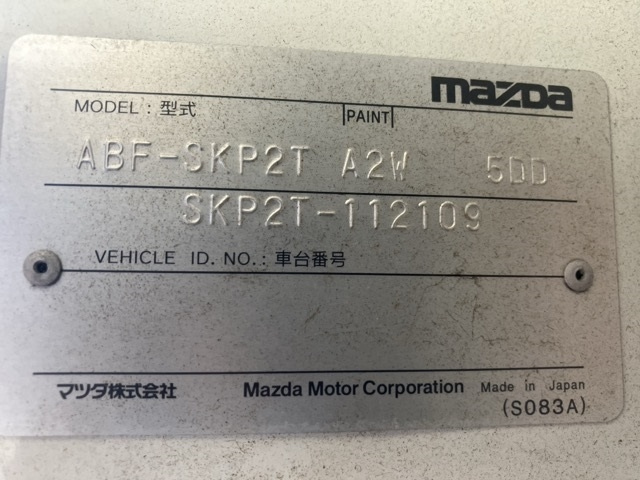 mazda
MODEL : 型式 PAINT
ABF-SKP2T A2W 5DD
SKP2T-112109
VEHICLE ID. NO. : 車台番号
マツダ株式会社 Mazda Motor Corporation Made in Japan
(S083A)